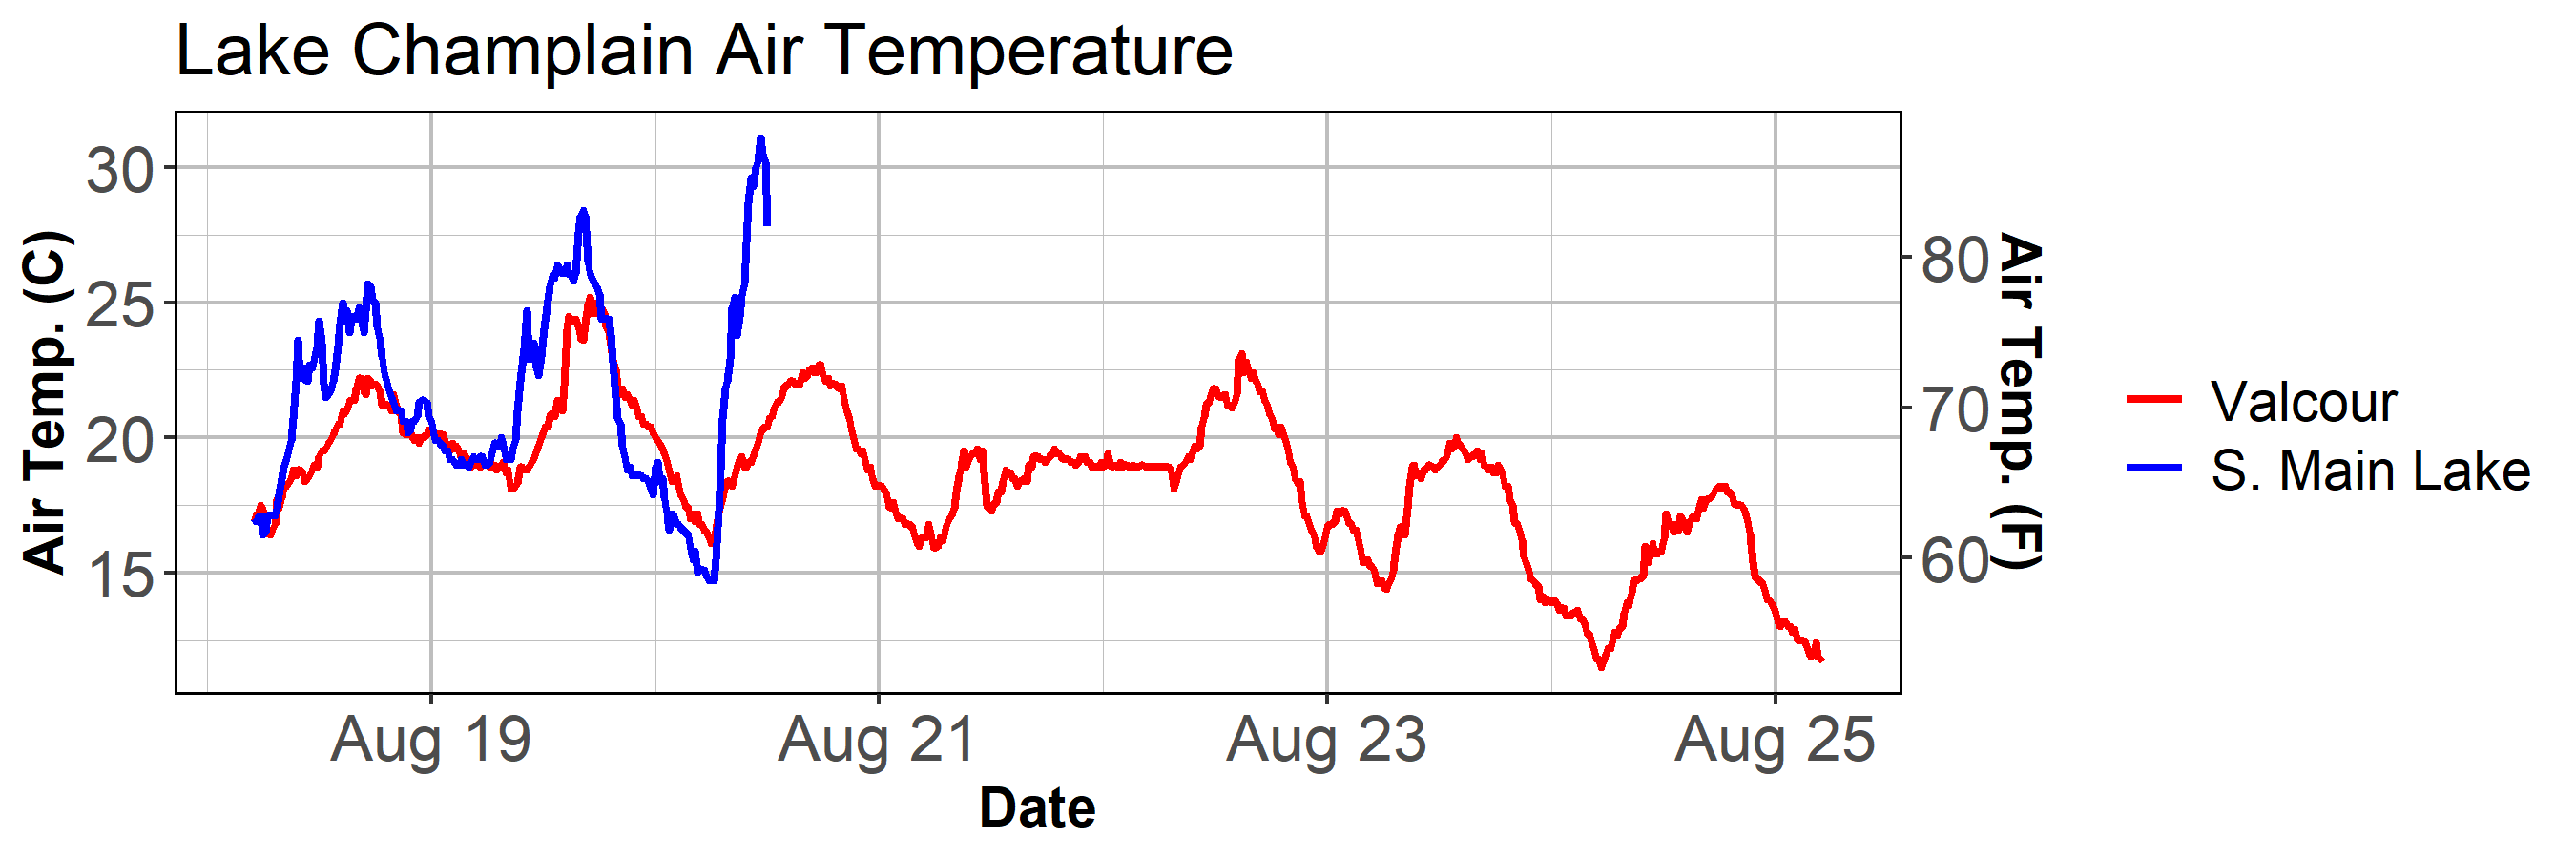 Lake Champlain Air Temperature
30
25
20
15
Air Temp. (C)
80
70
60
Air Temp. (F)
Aug 19
Aug 21
Aug 23
Aug 25
Date
Valcour
S. Main Lake